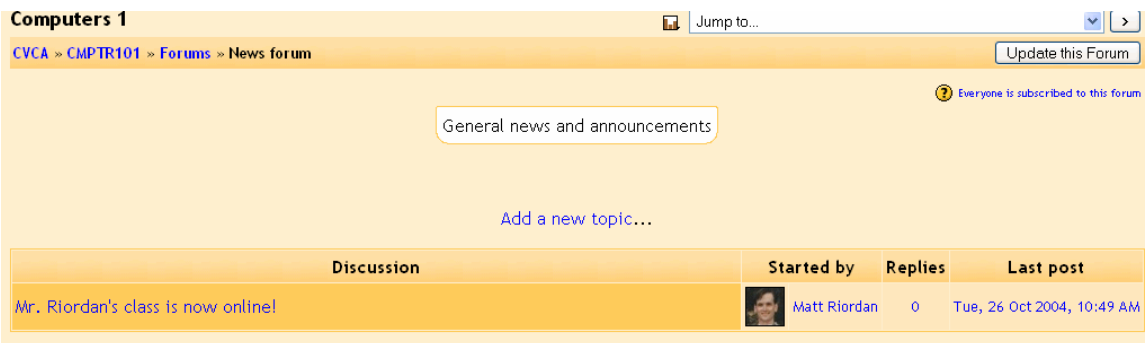 Computers 1
Jump to...
>
CVCA » CMPTR101 » Forums » News forum
Update this Forum
? Everyone is subscribed to this forum
General news and announcements
Add a new topic...
Discussion Started by Replies Last post
Mr. Riordan's class is now online! Matt Riordan 0 Tue, 26 Oct 2004, 10:49 AM